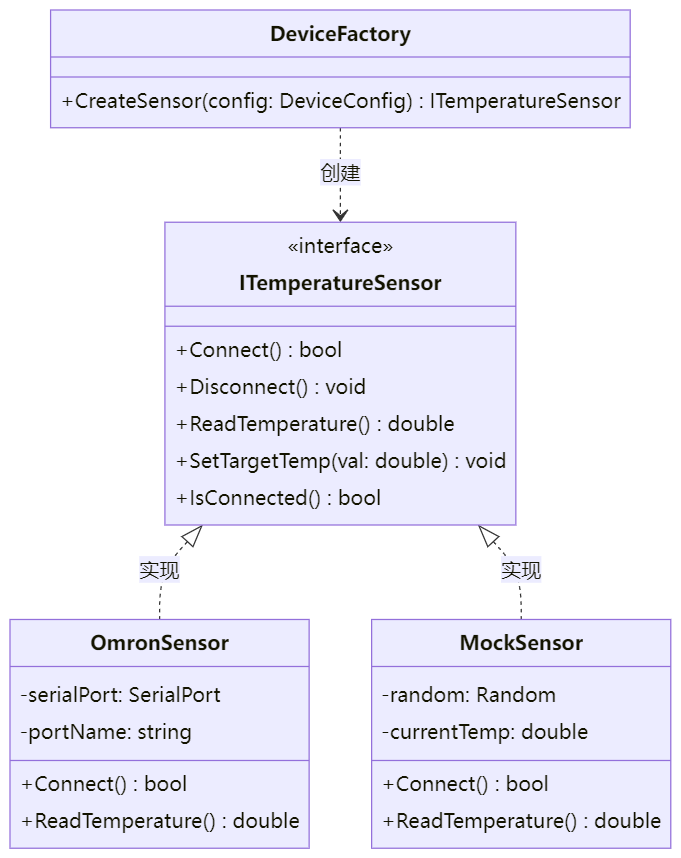 DeviceFactory
+CreateSensor(config: DeviceConfig) : ITemperatureSensor
创建
«interface»
ITemperatureSensor
+Connect() : bool
+Disconnect() : void
+ReadTemperature() : double
+SetTargetTemp(val: double) : void
+IsConnected() : bool
实现
实现
OmronSensor
-serialPort: SerialPort
-portName: string
+Connect() : bool
+ReadTemperature() : double
MockSensor
-random: Random
-currentTemp: double
+Connect() : bool
+ReadTemperature() : double